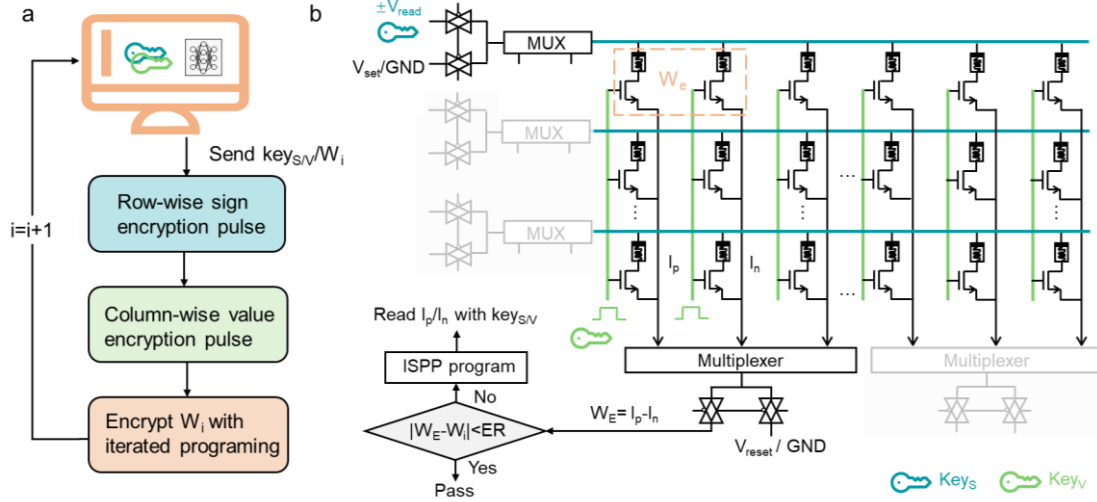 a
Send key_S/V/W_i
Row-wise sign
encryption pulse
i=i+1
Column-wise value
encryption pulse
Encrypt W_i with
iterated programing
b
±V_read
V_set/GND
MUX
W_e
MUX
MUX
...
...
...
...
...
I_p
I_n
Read I_p/I_n with key_S/V
ISPP program
No
|W_E-W_i|<ER
Yes
Pass
W_E= I_p-I_n
Multiplexer
V_reset / GND
Multiplexer
Key_S
Key_V